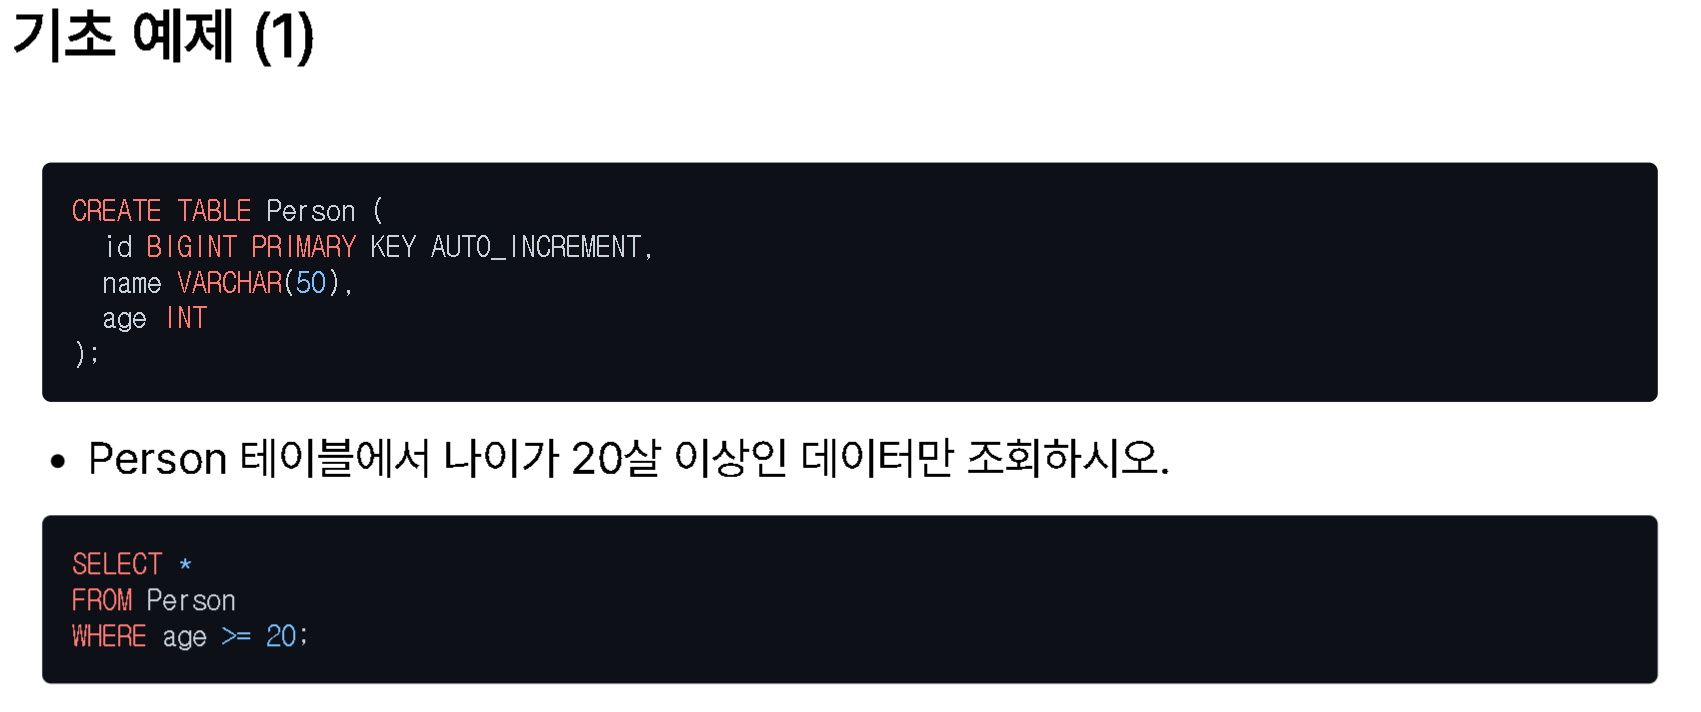 기초 예제 (1)
CREATE TABLE Person (
  id BIGINT PRIMARY KEY AUTO_INCREMENT,
  name VARCHAR(50),
  age INT
);
• Person 테이블에서 나이가 20살 이상인 데이터만 조회하시오.
SELECT *
FROM Person
WHERE age >= 20;